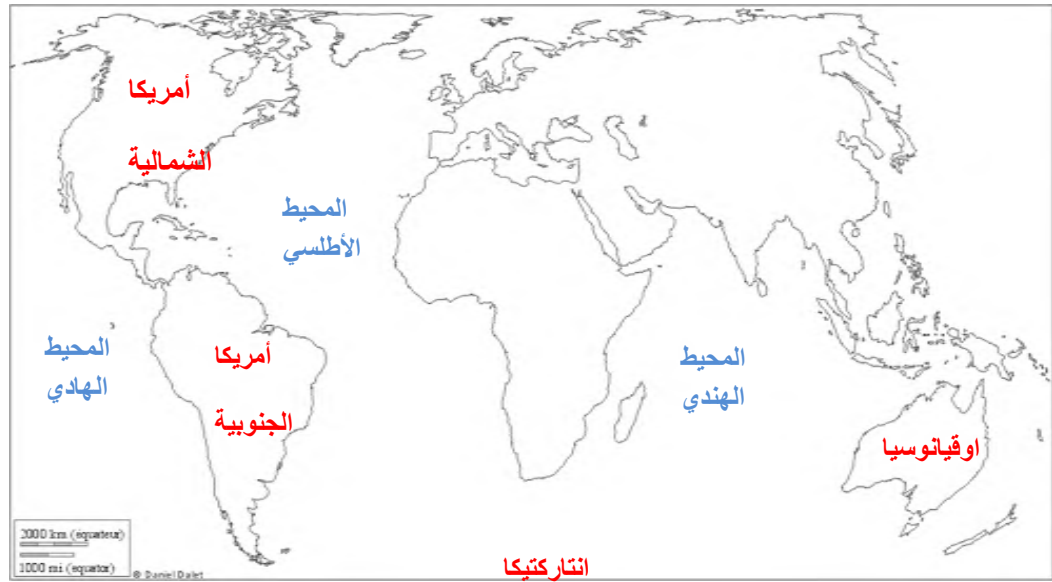 أمريكا
الشمالية
المحيط
الأطلسي
المحيط
الهادي
أمريكا
الجنوبية
المحيط
الهندي
اوقيانوسيا
انتاركتيكا
2000 km (équateur)
1000 mi (equator)
© Daniel Dalet